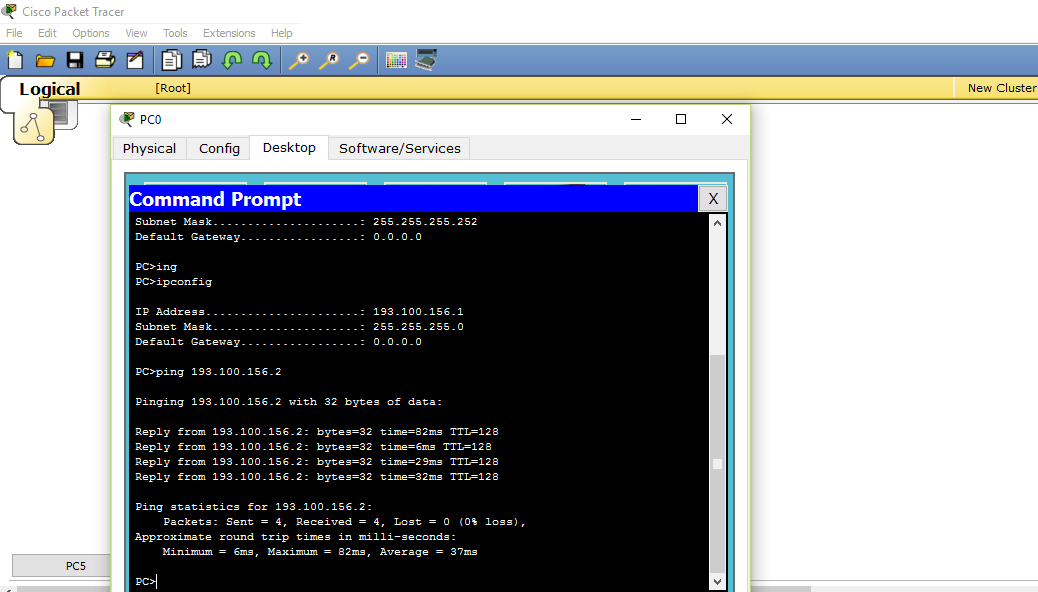 Cisco Packet Tracer
File Edit Options View Tools Extensions Help
Logical [Root] New Cluster
PC0
Physical Config Desktop Software/Services
Command Prompt X
Subnet Mask.....................: 255.255.255.252
Default Gateway.................: 0.0.0.0
PC>ing
PC>ipconfig
IP Address......................: 193.100.156.1
Subnet Mask.....................: 255.255.255.0
Default Gateway.................: 0.0.0.0
PC>ping 193.100.156.2
Pinging 193.100.156.2 with 32 bytes of data:
Reply from 193.100.156.2: bytes=32 time=82ms TTL=128
Reply from 193.100.156.2: bytes=32 time=6ms TTL=128
Reply from 193.100.156.2: bytes=32 time=29ms TTL=128
Reply from 193.100.156.2: bytes=32 time=32ms TTL=128
Ping statistics for 193.100.156.2:
Packets: Sent = 4, Received = 4, Lost = 0 (0% loss),
Approximate round trip times in milli-seconds:
Minimum = 6ms, Maximum = 82ms, Average = 37ms
PC5
PC>